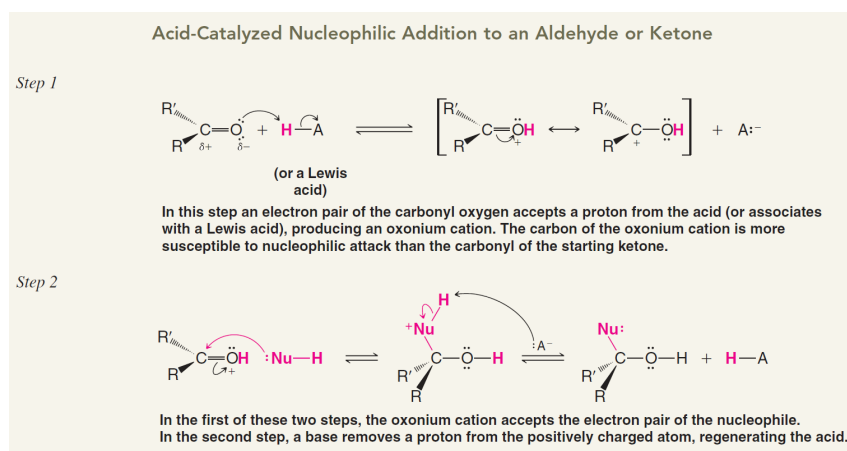 Acid-Catalyzed Nucleophilic Addition to an Aldehyde or Ketone
Step 1
R′ R C=O δ+ δ− + H—A ⇌ [R′ R C=OH + ↔ R′ R C—OH +] + A:−
(or a Lewis
acid)
In this step an electron pair of the carbonyl oxygen accepts a proton from the acid (or associates
with a Lewis acid), producing an oxonium cation. The carbon of the oxonium cation is more
susceptible to nucleophilic attack than the carbonyl of the starting ketone.
Step 2
R′ R C=OH + :Nu—H ⇌ H +Nu R′ R C—O—H :A− ⇌ Nu: R′ R C—O—H + H—A
In the first of these two steps, the oxonium cation accepts the electron pair of the nucleophile.
In the second step, a base removes a proton from the positively charged atom, regenerating the acid.